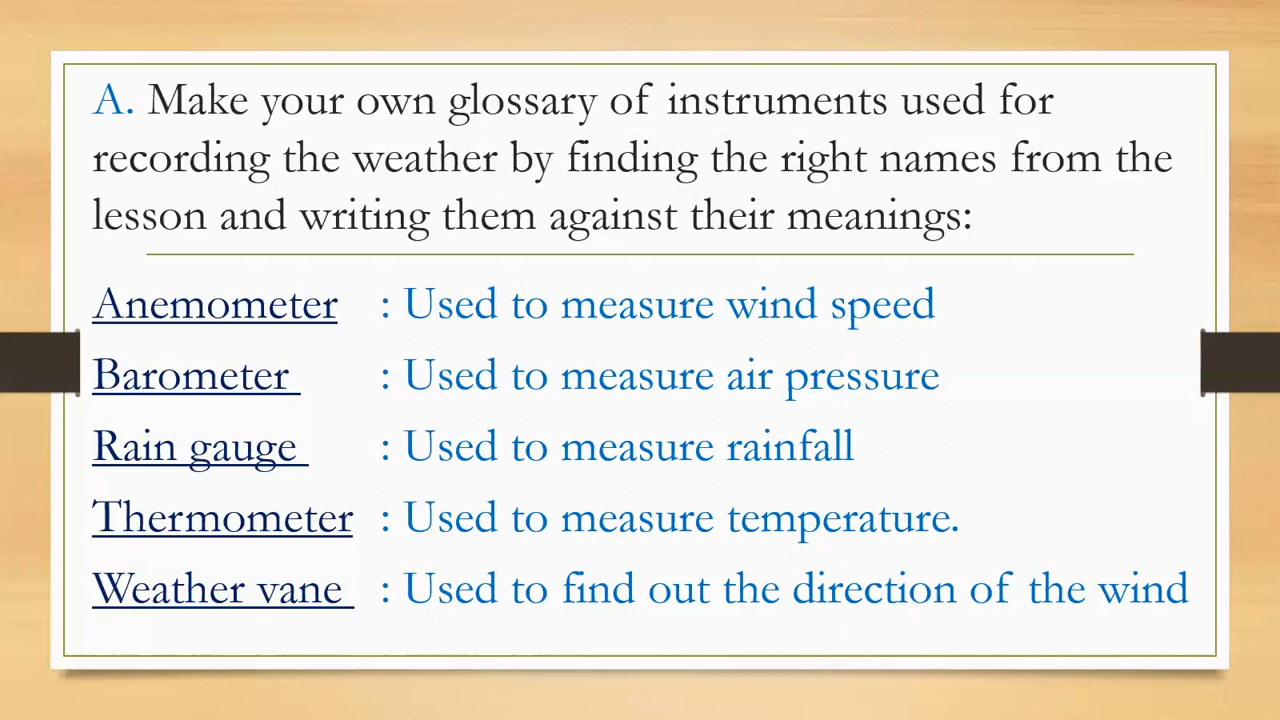 A. Make your own glossary of instruments used for
recording the weather by finding the right names from the
lesson and writing them against their meanings:
Anemometer : Used to measure wind speed
Barometer : Used to measure air pressure
Rain gauge : Used to measure rainfall
Thermometer : Used to measure temperature.
Weather vane : Used to find out the direction of the wind